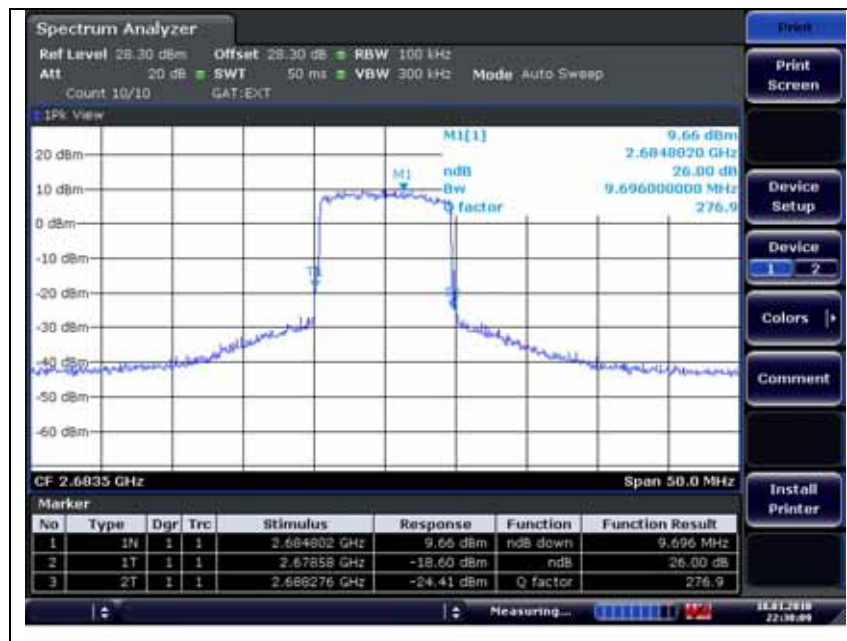 Spectrum Analyzer
Ref Level 28.30 dBm Offset 28.30 dB RBW 100 kHz
Att 20 dB SWT 50 ms VBW 300 kHz Mode Auto Sweep
Count 10/10 GAT:EXT
1Pk View
M1[1] 9.66 dBm
2.6848020 GHz
ndB 26.00 dB
Bw 9.696000000 MHz
Q factor 276.9
M1
T1
20 dBm
10 dBm
0 dBm
-10 dBm
-20 dBm
-30 dBm
-40 dBm
-50 dBm
-60 dBm
CF 2.6835 GHz Span 50.0 MHz
Marker
No Type Dgr Trc Stimulus Response Function Function Result
1 1N 1 1 2.684802 GHz 9.66 dBm ndB down 9.696 MHz
2 1T 1 1 2.67858 GHz -18.60 dBm ndB 26.00 dB
3 2T 1 1 2.688276 GHz -24.41 dBm Q factor 276.9
Measuring...
22:30:09
Print
Print Screen
Device Setup
Device
1 2
Colors
Comment
Install Printer